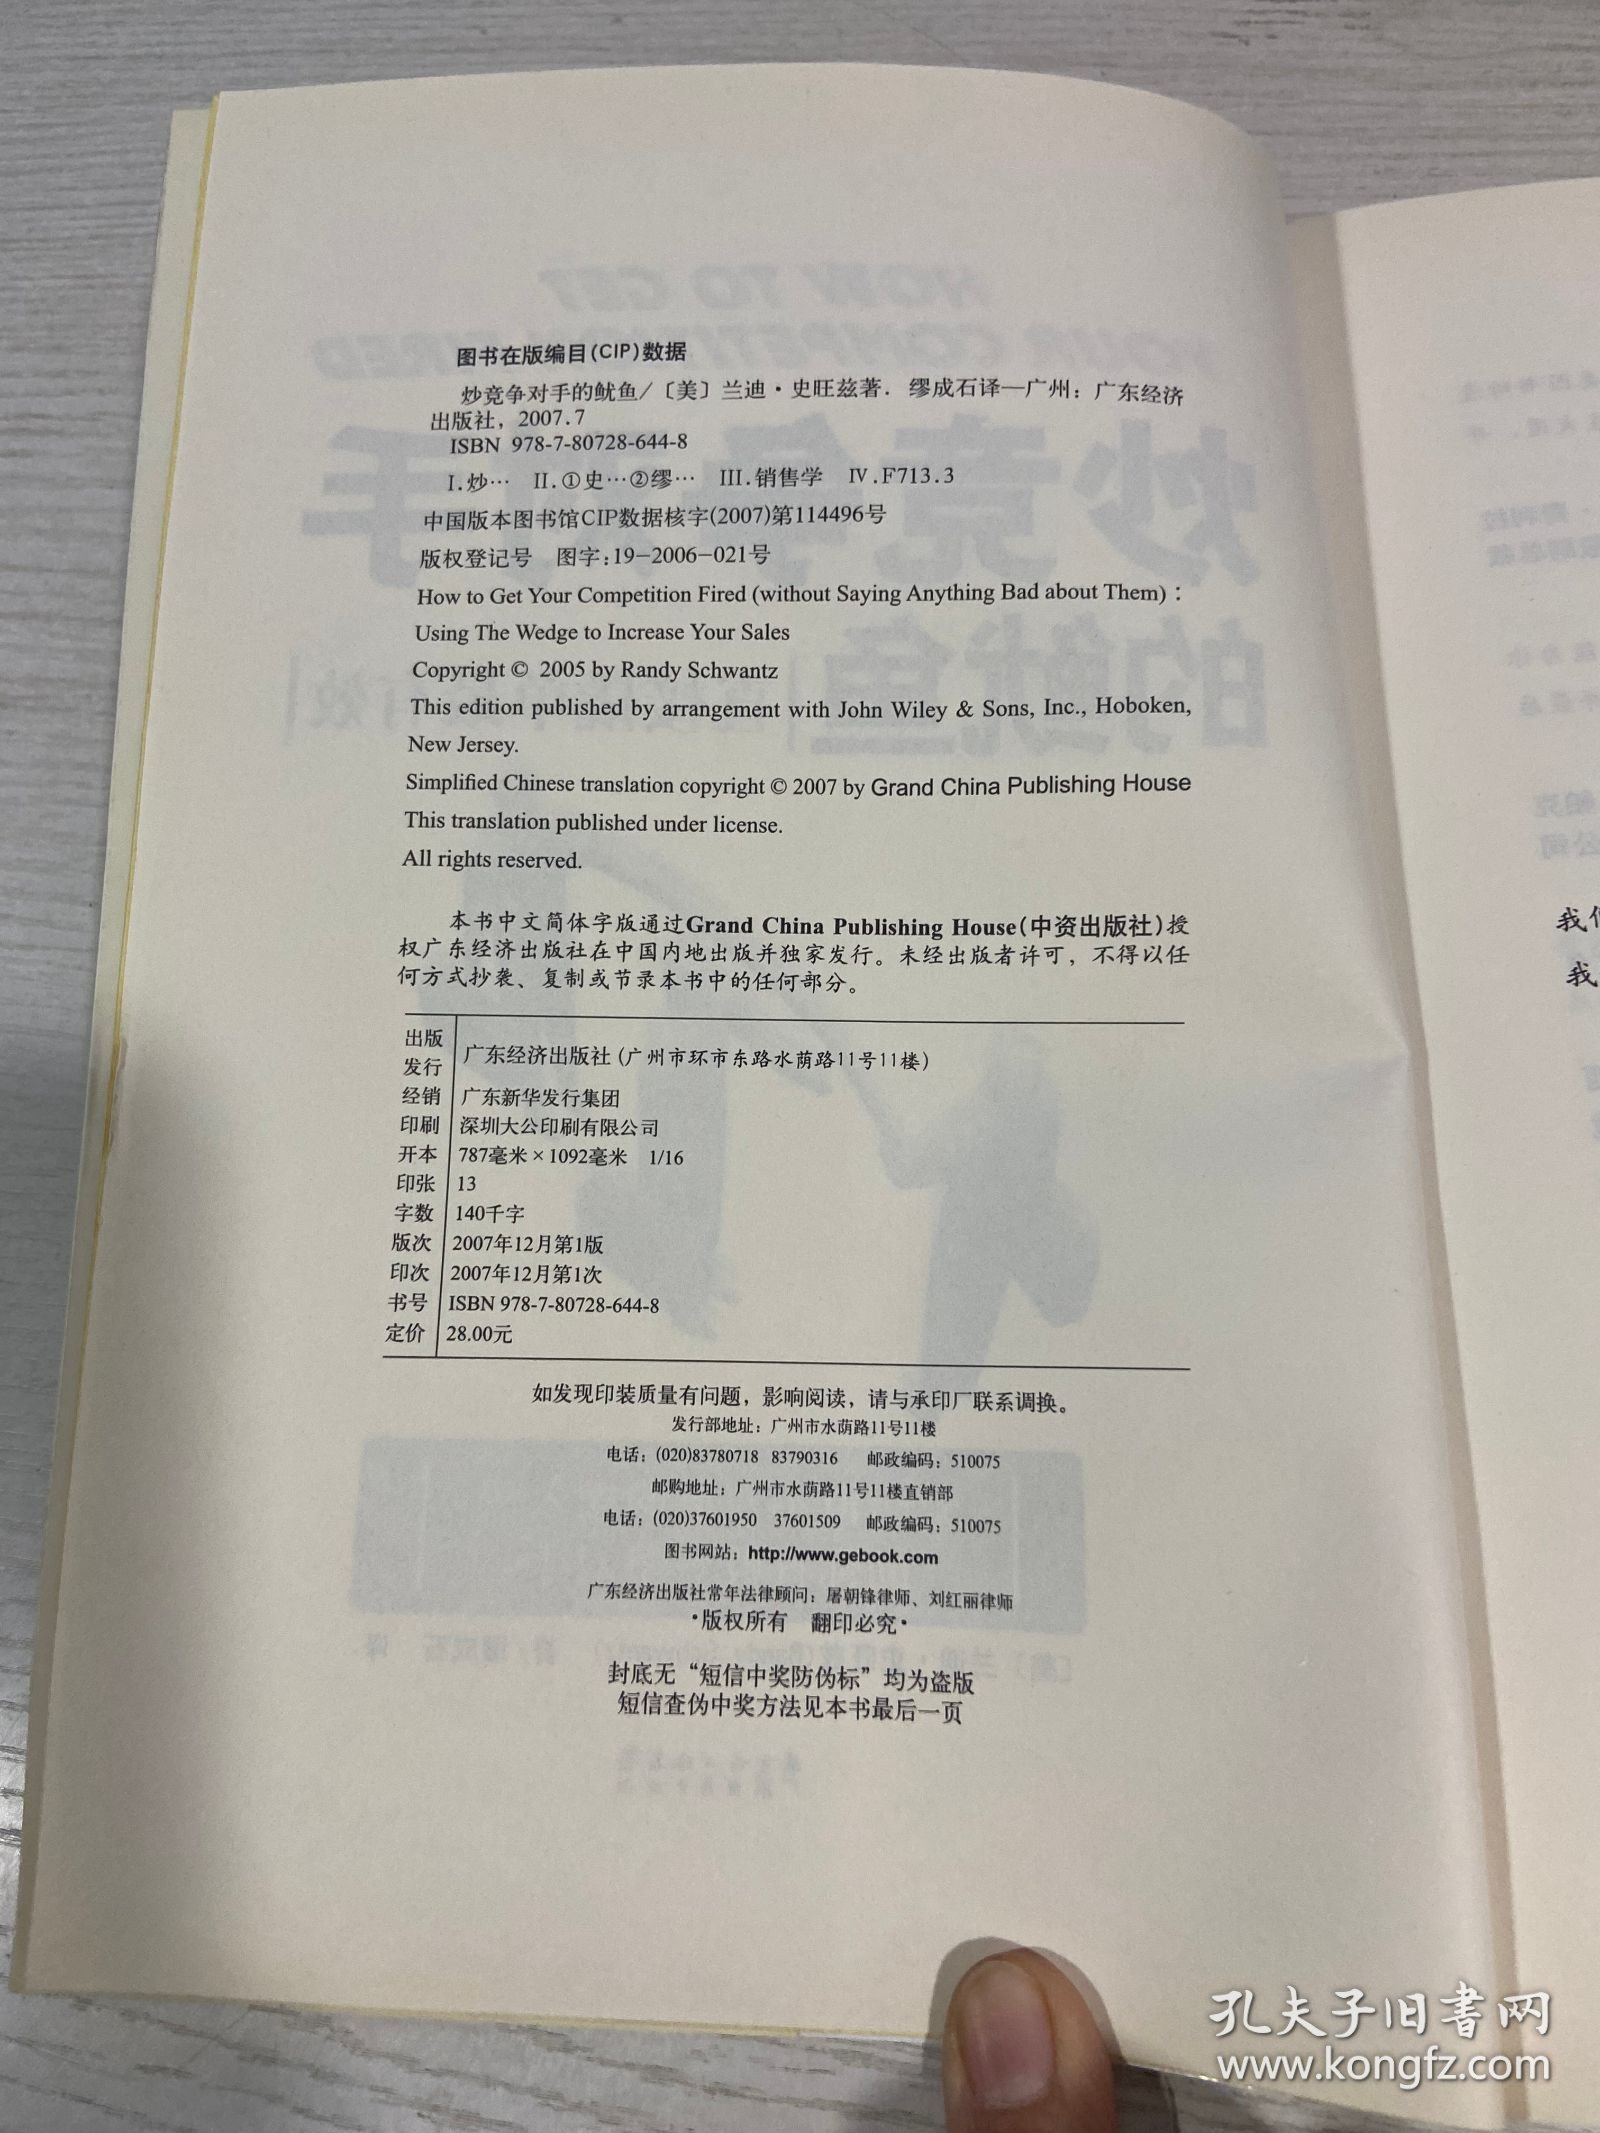 图书在版编目(CIP)数据
炒竞争对手的鱿鱼/〔美〕兰迪·史旺兹著. 缪成石译—广州：广东经济
出版社，2007.7
ISBN 978-7-80728-644-8
I.炒… II.①史…②缪… III.销售学 IV.F713.3
中国版本图书馆CIP数据核字(2007)第114496号
版权登记号 图字:19-2006-021号
How to Get Your Competition Fired (without Saying Anything Bad about Them)：
Using The Wedge to Increase Your Sales
Copyright © 2005 by Randy Schwantz
This edition published by arrangement with John Wiley & Sons, Inc., Hoboken,
New Jersey.
Simplified Chinese translation copyright © 2007 by Grand China Publishing House
This translation published under license.
All rights reserved.
本书中文简体字版通过Grand China Publishing House(中资出版社)授
权广东经济出版社在中国内地出版并独家发行。未经出版者许可，不得以任
何方式抄袭、复制或节录本书中的任何部分。
出版
发行 广东经济出版社(广州市环市东路水荫路11号11楼)
经销 广东新华发行集团
印刷 深圳大公印刷有限公司
开本 787毫米×1092毫米 1/16
印张 13
字数 140千字
版次 2007年12月第1版
印次 2007年12月第1次
书号 ISBN 978-7-80728-644-8
定价 28.00元
如发现印装质量有问题，影响阅读，请与承印厂联系调换。
发行部地址：广州市水荫路11号11楼
电话：(020)83780718 83790316 邮政编码：510075
邮购地址：广州市水荫路11号11楼直销部
电话：(020)37601950 37601509 邮政编码：510075
图书网站：http://www.gebook.com
广东经济出版社常年法律顾问：屠朝锋律师、刘红丽律师
·版权所有 翻印必究·
封底无“短信中奖防伪标”均为盗版
短信查伪中奖方法见本书最后一页
我
孔夫子旧书网
www.kongfz.com